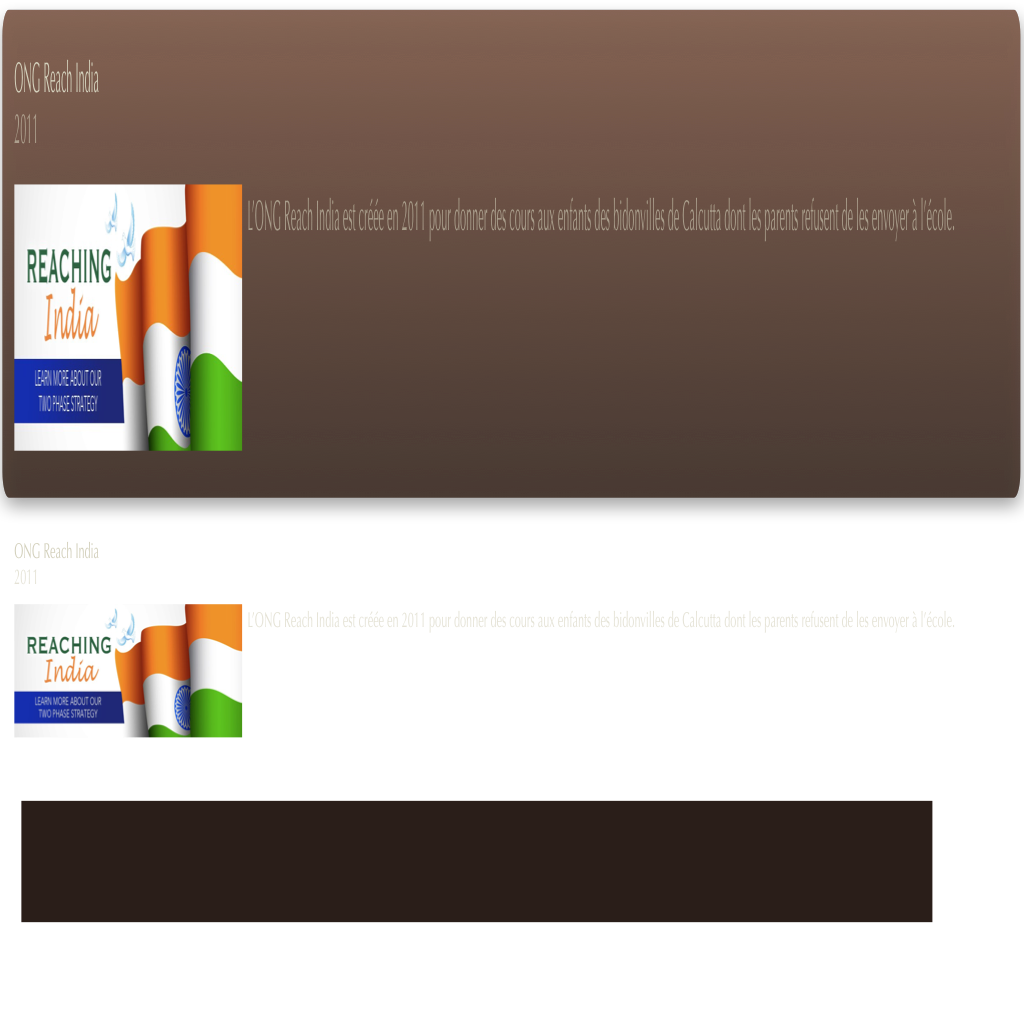 ONG Reach India
2011
L'ONG Reach India est créée en 2011 pour donner des cours aux enfants des bidonvilles de Calcutta dont les parents refusent de les envoyer à l'école.
REACHING
India
LEARN MORE ABOUT OUR
TWO PHASE STRATEGY
ONG Reach India
2011
L'ONG Reach India est créée en 2011 pour donner des cours aux enfants des bidonvilles de Calcutta dont les parents refusent de les envoyer à l'école.
REACHING
India
LEARN MORE ABOUT OUR
TWO PHASE STRATEGY